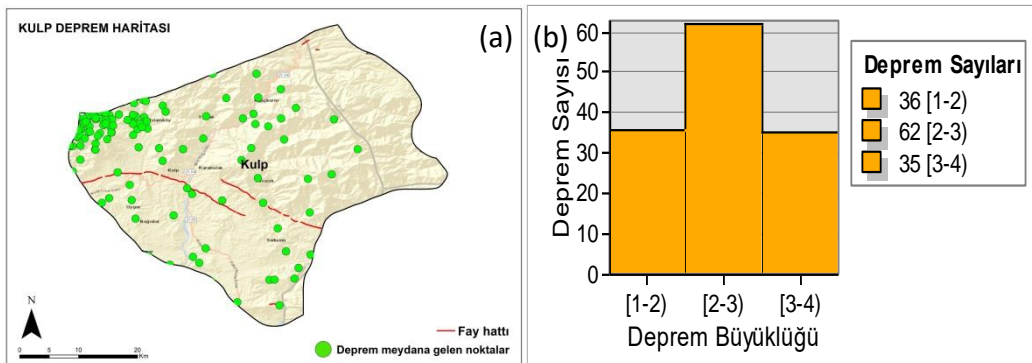 KULP DEPREM HARİTASI
(a)
Kulp
N
0 5 10 20
Km
Fay hattı
Deprem meydana gelen noktalar
(b)
Deprem Sayısı
60
50
40
30
20
10
0
[1-2)
[2-3)
[3-4)
Deprem Büyüklüğü
Deprem Sayıları
36 [1-2)
62 [2-3)
35 [3-4)